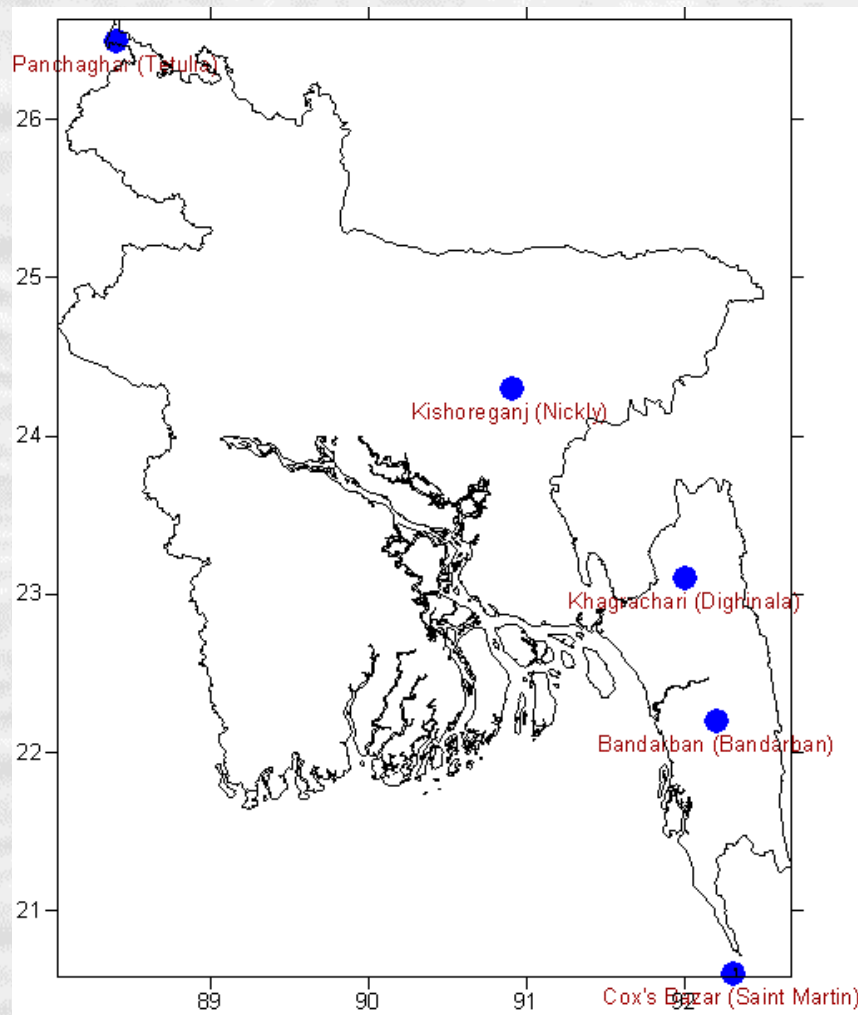 Panchaghar (Tetulia)
26
25
Kishoreganj (Nickly)
24
23
Khagrachari (Dighinala)
Bandarban (Bandarban)
22
21
Cox's Bazar (Saint Martin)
89
90
91
92